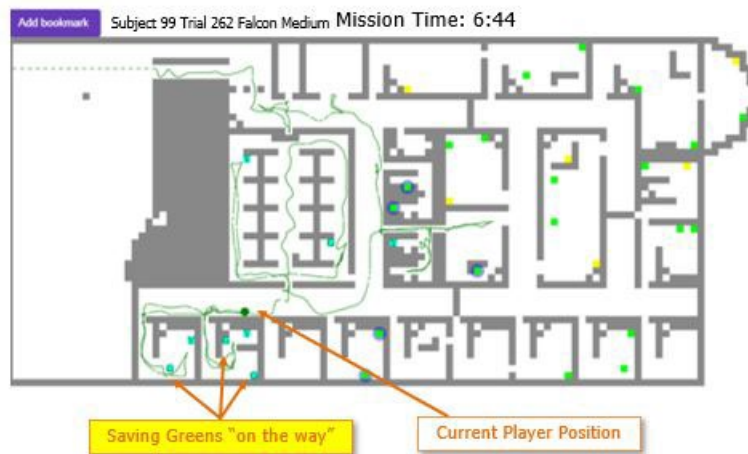 Add bookmark Subject 99 Trial 262 Falcon Medium Mission Time: 6:44
Saving Greens “on the way”
Current Player Position